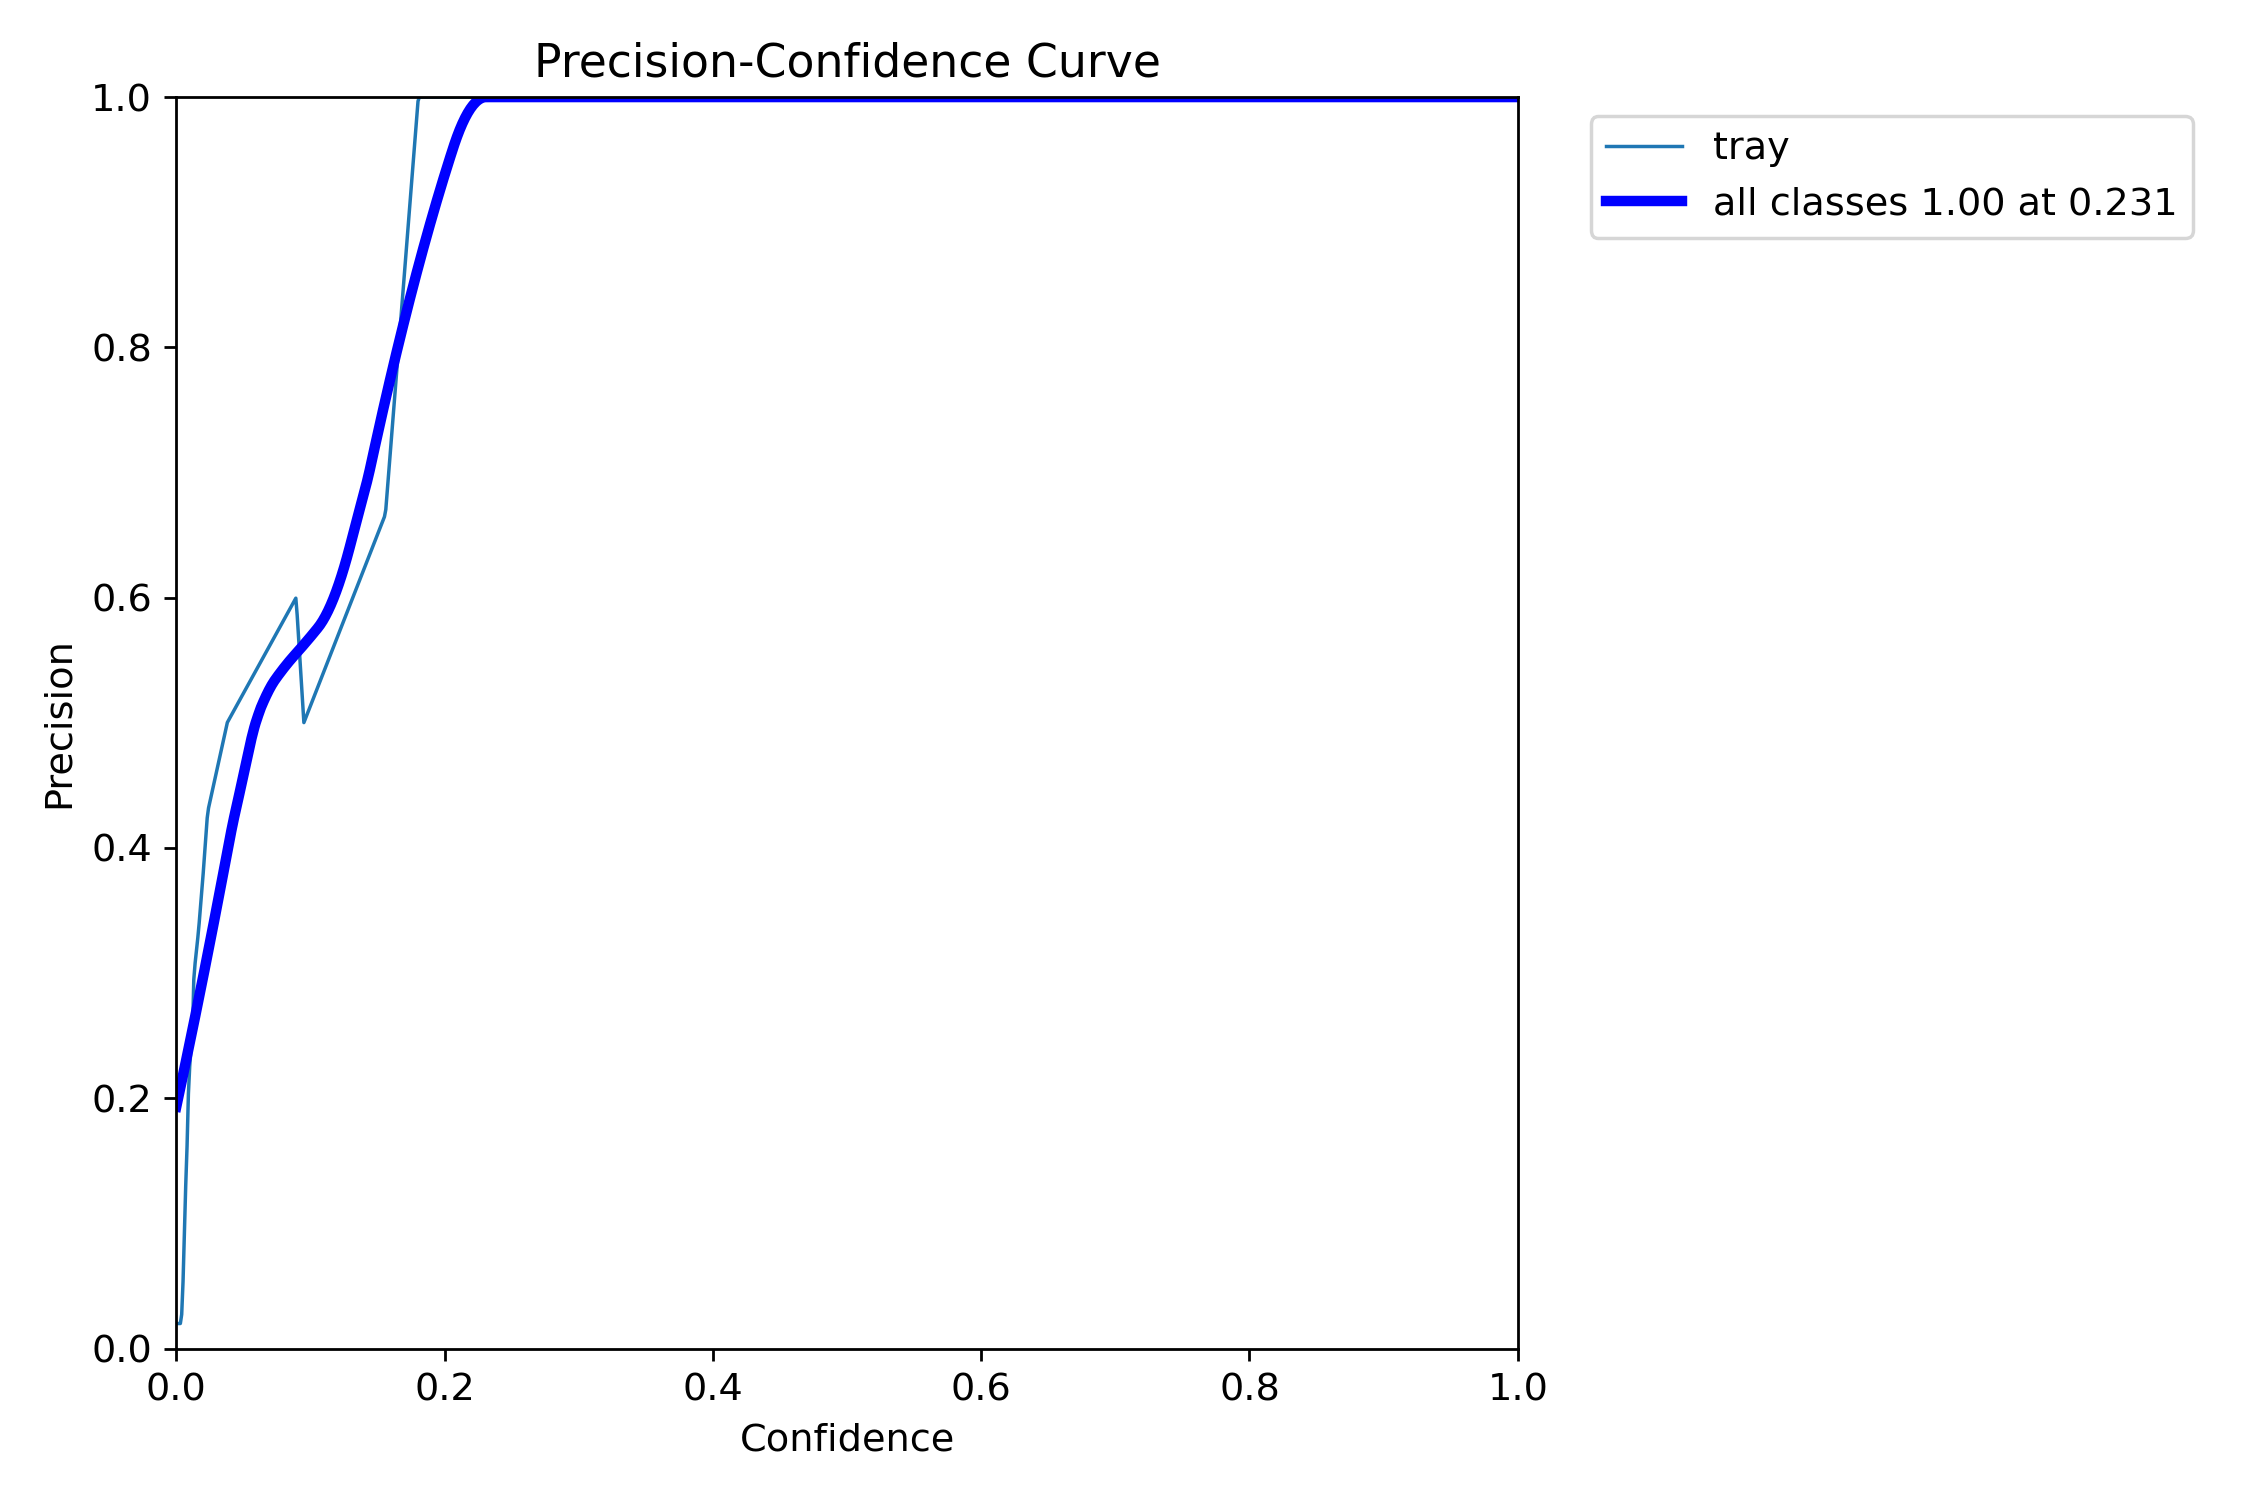 Precision-Confidence Curve
1.0
0.8
0.6
0.4
0.2
0.0
Precision
0.0 0.2 0.4 0.6 0.8 1.0
Confidence
tray
all classes 1.00 at 0.231